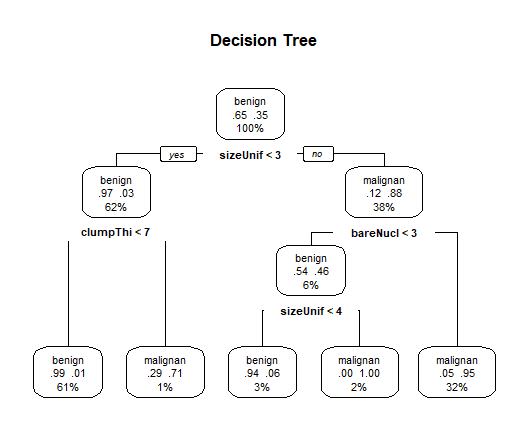 Decision Tree
benign
.65 .35
100%
yes
sizeUnif < 3
no
benign
.97 .03
62%
malignan
.12 .88
38%
clumpThi < 7
bareNucl < 3
benign
.54 .46
6%
sizeUnif < 4
benign
.99 .01
61%
malignan
.29 .71
1%
benign
.94 .06
3%
malignan
.00 1.00
2%
malignan
.05 .95
32%